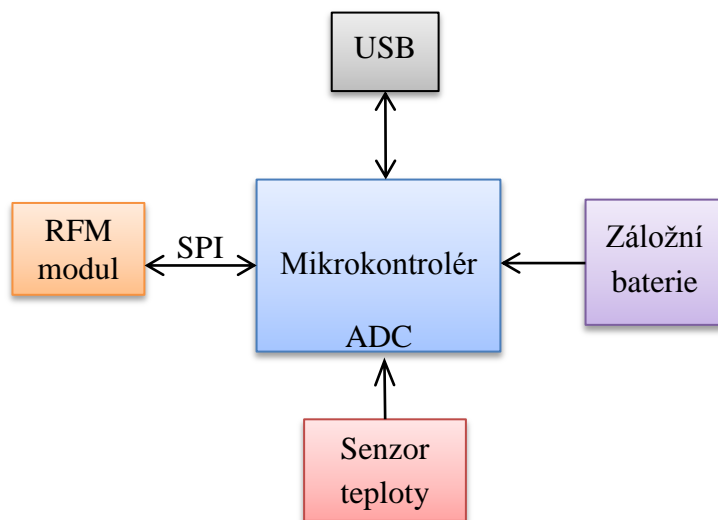 USB
RFM
modul
SPI
Mikrokontrolér
ADC
Záložní
baterie
Senzor
teploty